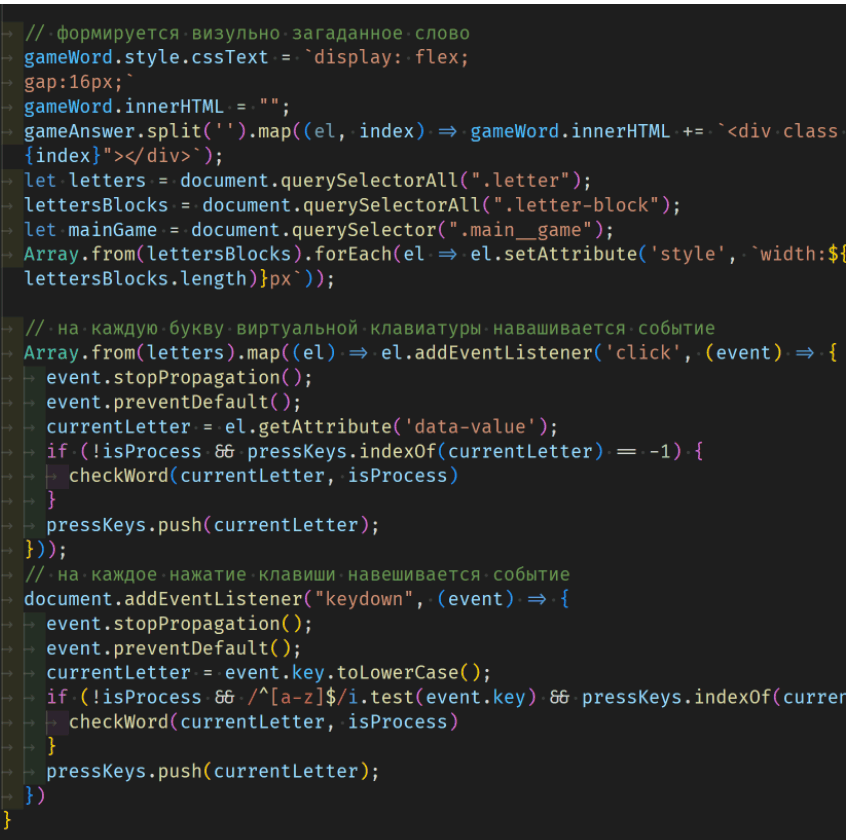 // формируется визульно загаданное слово
gameWord.style.cssText = `display: flex;
gap:16px;`
gameWord.innerHTML = "";
gameAnswer.split('').map((el, index) => gameWord.innerHTML += `<div class
{index}"></div>`);
let letters = document.querySelectorAll(".letter");
lettersBlocks = document.querySelectorAll(".letter-block");
let mainGame = document.querySelector(".main__game");
Array.from(lettersBlocks).forEach(el => el.setAttribute('style', `width:${
lettersBlocks.length)}px`));
// на каждую букву виртуальной клавиатуры навашивается событие
Array.from(letters).map((el) => el.addEventListener('click', (event) => {
event.stopPropagation();
event.preventDefault();
currentLetter = el.getAttribute('data-value');
if (!isProcess && pressKeys.indexOf(currentLetter) == -1) {
checkWord(currentLetter, isProcess)
}
pressKeys.push(currentLetter);
}));
// на каждое нажатие клавиши навешивается событие
document.addEventListener("keydown", (event) => {
event.stopPropagation();
event.preventDefault();
currentLetter = event.key.toLowerCase();
if (!isProcess && /^[a-z]$/i.test(event.key) && pressKeys.indexOf(curren
checkWord(currentLetter, isProcess)
}
pressKeys.push(currentLetter);
})
}